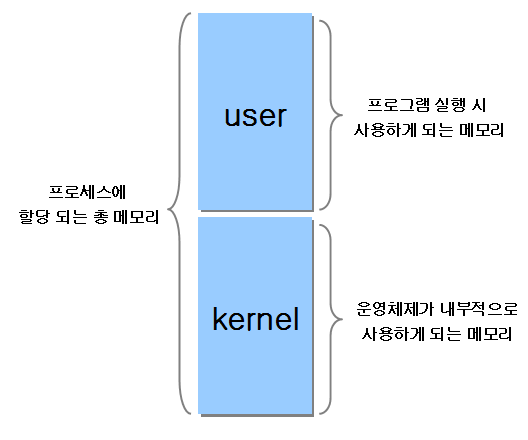 user
프로그램 실행 시
사용하게 되는 메모리
프로세스에
할당 되는 총 메모리
kernel
운영체제가 내부적으로
사용하게 되는 메모리